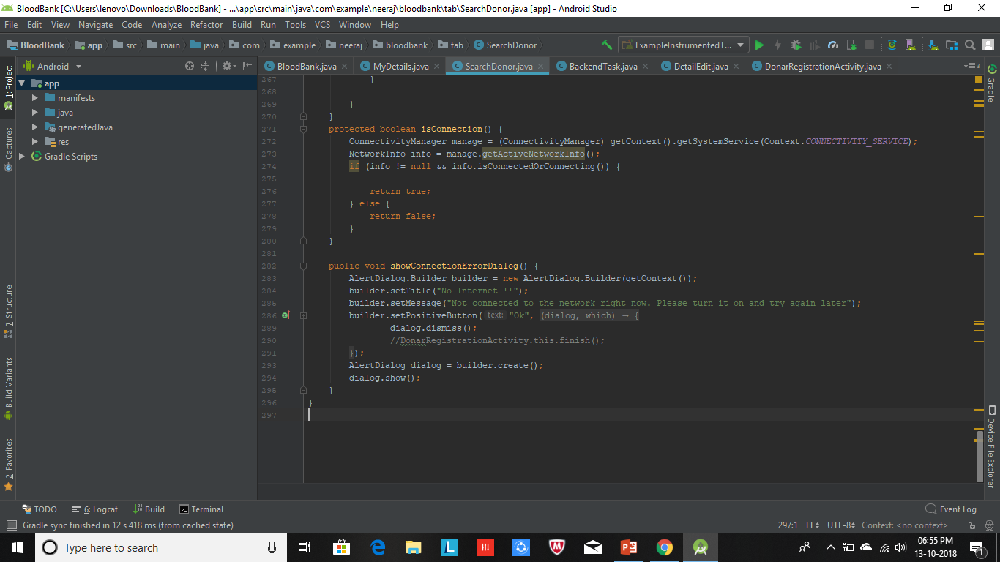 BloodBank [C:\Users\lenovo\Downloads\BloodBank] - ...\app\src\main\java\com\example\neeraj\bloodbank\tab\SearchDonor.java [app] - Android Studio
File Edit View Navigate Code Analyze Refactor Build Run Tools VCS Window Help
BloodBank app src main java com example neeraj bloodbank tab SearchDonor ExampleInstrumentedT...
Android BloodBank.java MyDetails.java SearchDonor.java BackendTask.java DetailEdit.java DonarRegistrationActivity.java 3
1: Project
Captures
7: Structure
Build Variants
2: Favorites
app
manifests
java
generatedJava
res
Gradle Scripts
267 }
268
269 }
270 }
271 protected boolean isConnection() {
272 ConnectivityManager manage = (ConnectivityManager) getContext().getSystemService(Context.CONNECTIVITY_SERVICE);
273 NetworkInfo info = manage.getActiveNetworkInfo();
274 if (info != null && info.isConnectedOrConnecting()) {
275
276 return true;
277 } else {
278 return false;
279 }
280 }
281
282 public void showConnectionErrorDialog() {
283 AlertDialog.Builder builder = new AlertDialog.Builder(getContext());
284 builder.setTitle("No Internet !!");
285 builder.setMessage("Not connected to the network right now. Please turn it on and try again later");
286 builder.setPositiveButton( text: "Ok", (dialog, which) → {
289 dialog.dismiss();
290 //DonarRegistrationActivity.this.finish();
291 });
293 AlertDialog dialog = builder.create();
294 dialog.show();
295 }
296 }
297
Gradle
Device File Explorer
TODO 6: Logcat Build Terminal Event Log
Gradle sync finished in 12 s 418 ms (from cached state) 297:1 LF UTF-8 Context: <no context>
Type here to search
06:55 PM
13-10-2018
1